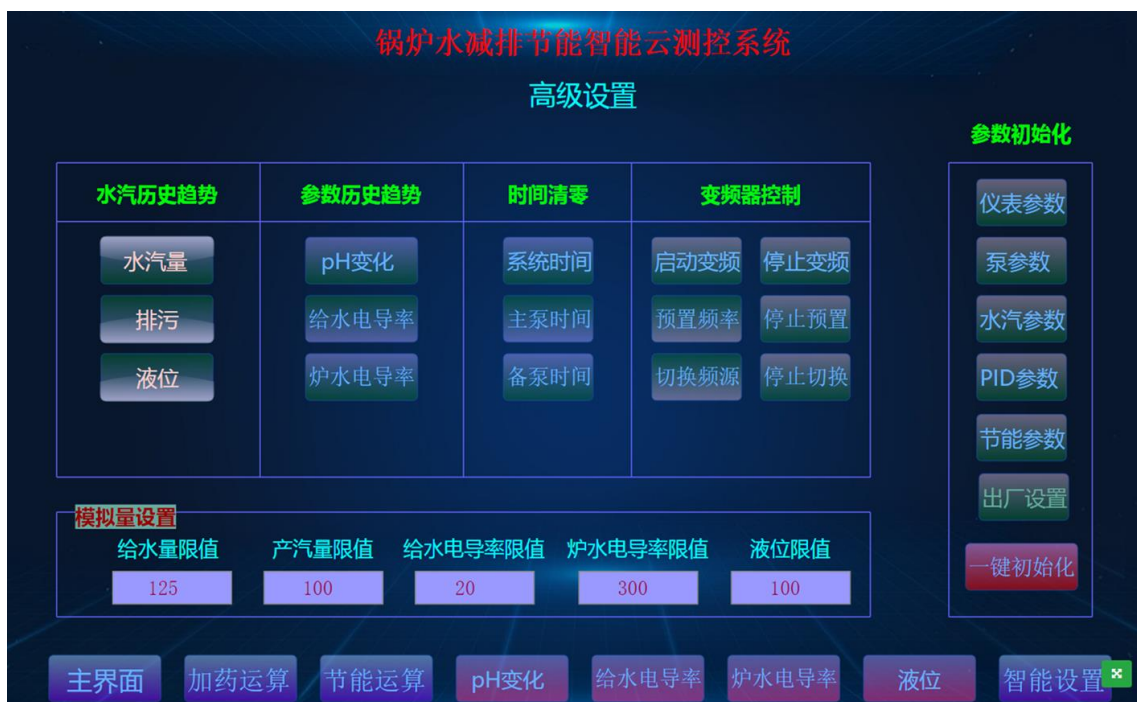 锅炉水减排节能智能云测控系统
高级设置
参数初始化
水汽历史趋势 参数历史趋势 时间清零 变频器控制
水汽量 pH变化 系统时间 启动变频 停止变频
排污 给水电导率 主泵时间 预置频率 停止预置
液位 炉水电导率 备泵时间 切换频源 停止切换
仪表参数
泵参数
水汽参数
PID参数
节能参数
出厂设置
一键初始化
模拟量设置
给水量限值 产汽量限值 给水电导率限值 炉水电导率限值 液位限值
125 100 20 300 100
主界面 加药运算 节能运算 pH变化 给水电导率 炉水电导率 液位 智能设置